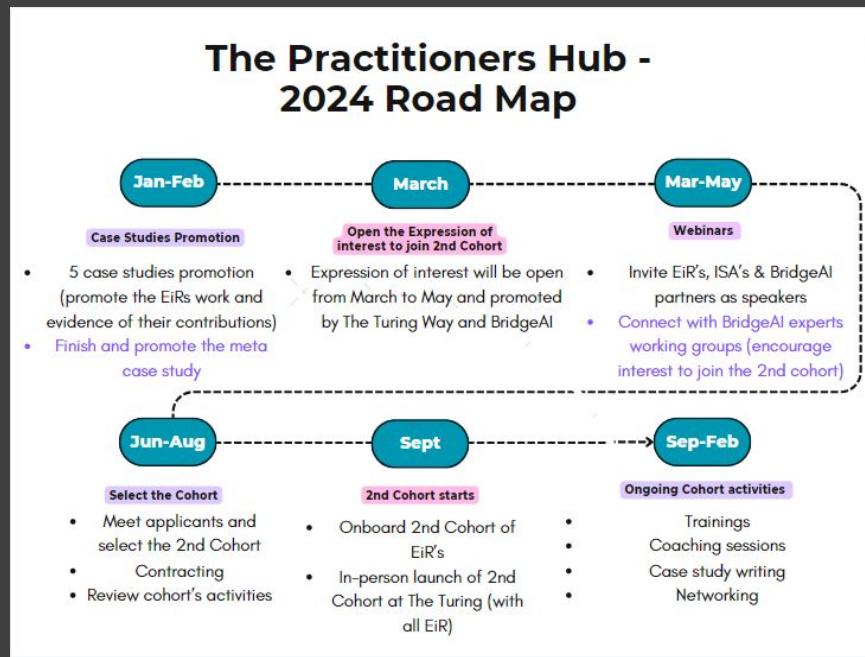 The Practitioners Hub -
2024 Road Map
Jan-Feb
Case Studies Promotion
• 5 case studies promotion
(promote the EiRs work and
evidence of their contributions)
• Finish and promote the meta
case study
March
Open the Expression of
interest to join 2nd Cohort
• Expression of interest will be open
from March to May and promoted
by The Turing Way and BridgeAI
Mar-May
Webinars
• Invite EiR's, ISA's & BridgeAI
partners as speakers
• Connect with BridgeAI experts
working groups (encourage
interest to join the 2nd cohort)
Jun-Aug
Select the Cohort
• Meet applicants and
select the 2nd Cohort
• Contracting
• Review cohort's activities
Sept
2nd Cohort starts
• Onboard 2nd Cohort of
EiR's
• In-person launch of 2nd
Cohort at The Turing (with
all EiR)
Sep-Feb
Ongoing Cohort activities
• Trainings
• Coaching sessions
• Case study writing
• Networking